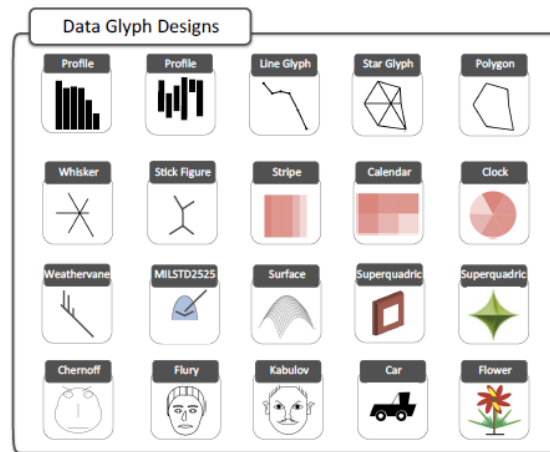 Data Glyph Designs
Profile Profile Line Glyph Star Glyph Polygon
Whisker Stick Figure Stripe Calendar Clock
Weathervane MILSTD2525 Surface Superquadric Superquadric
Chernoff Flury Kabulov Car Flower